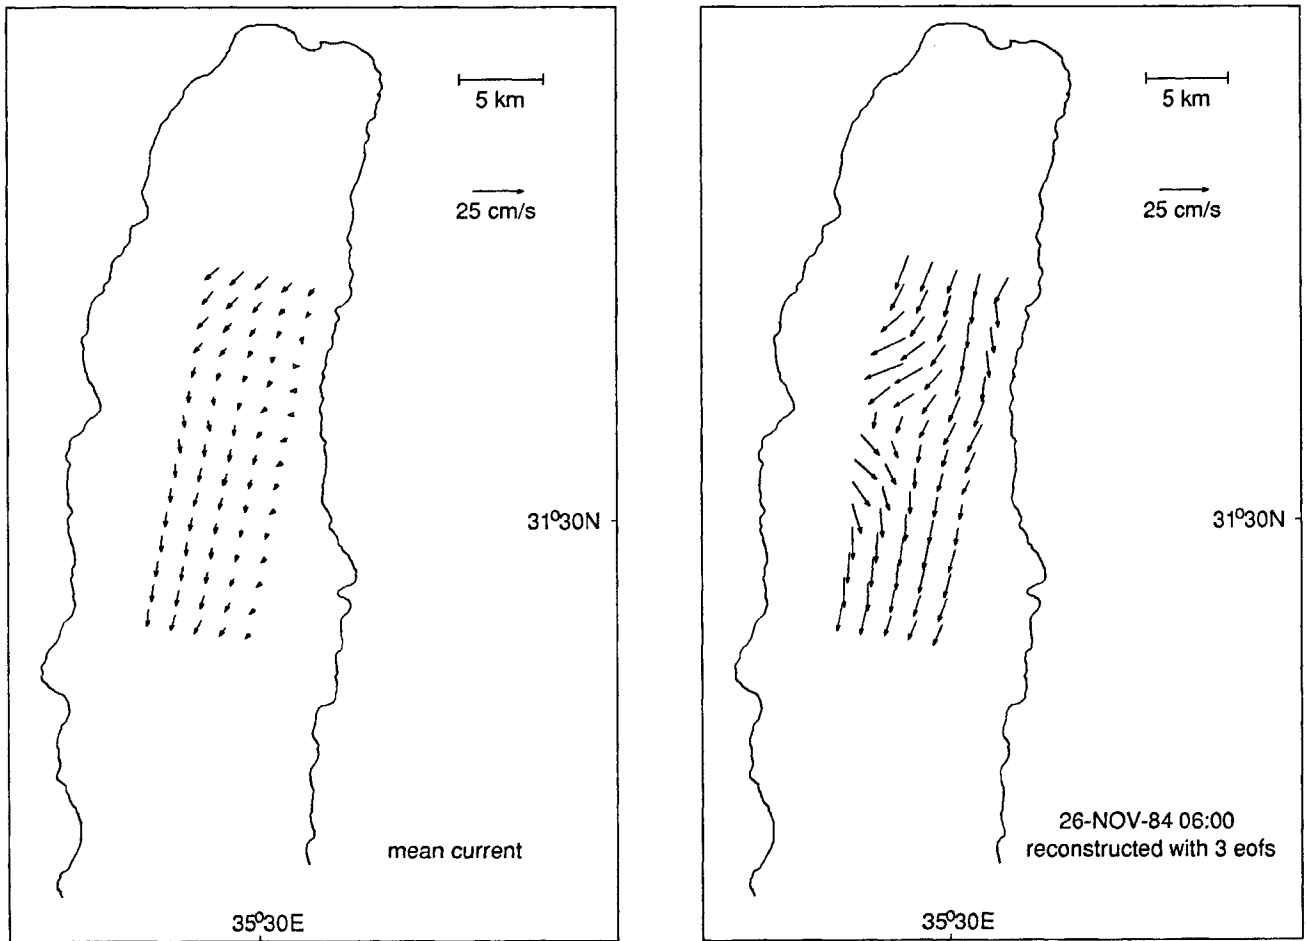 5 km
25 cm/s
31°30N
mean current
35°30E
5 km
25 cm/s
31°30N
26-NOV-84 06:00
reconstructed with 3 eofs
35°30E